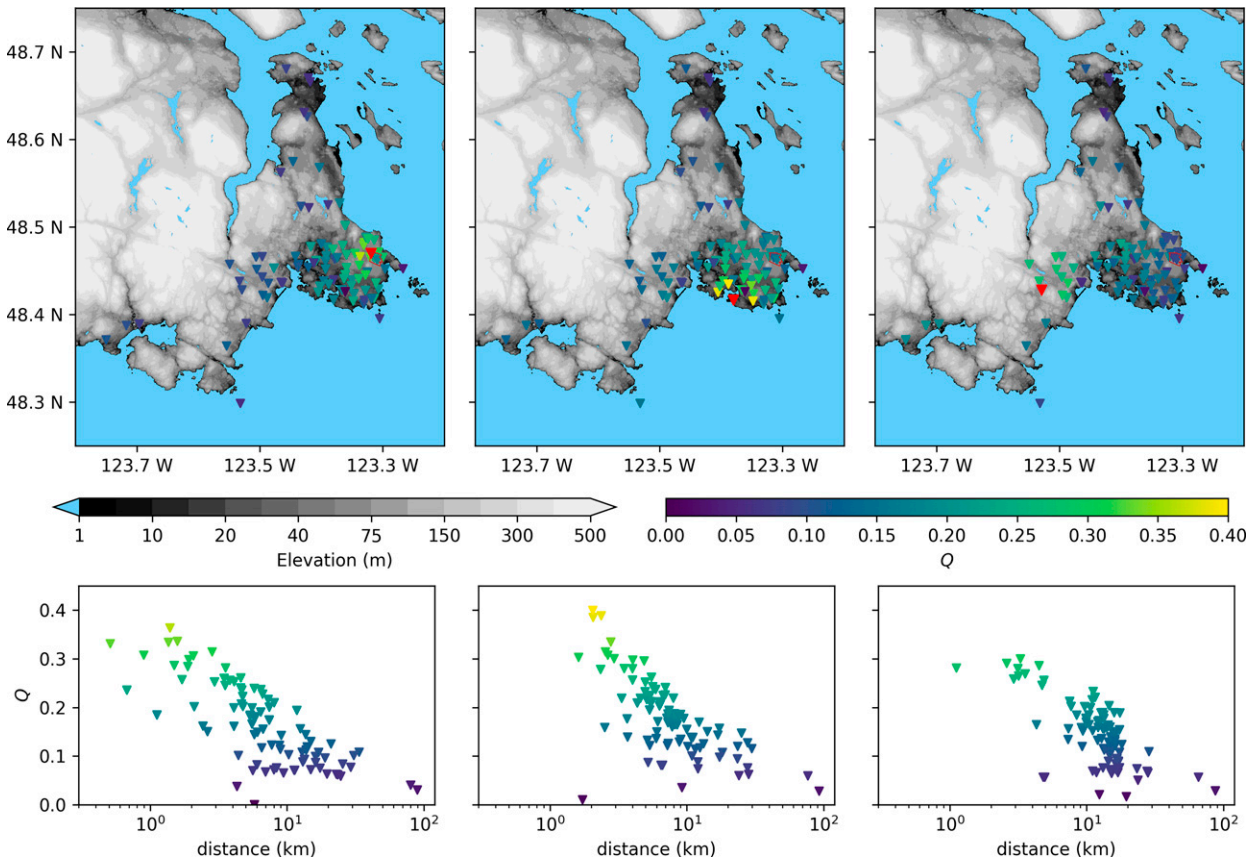 48.7 N
48.6 N
48.5 N
48.4 N
48.3 N
123.7 W 123.5 W 123.3 W 123.7 W 123.5 W 123.3 W 123.7 W 123.5 W 123.3 W
1 10 20 40 75 150 300 500
Elevation (m)
0.00 0.05 0.10 0.15 0.20 0.25 0.30 0.35 0.40
Q
0.4
0.3
0.2
0.1
0.0
Q
10⁰ 10¹ 10² 10⁰ 10¹ 10² 10⁰ 10¹ 10²
distance (km) distance (km) distance (km)